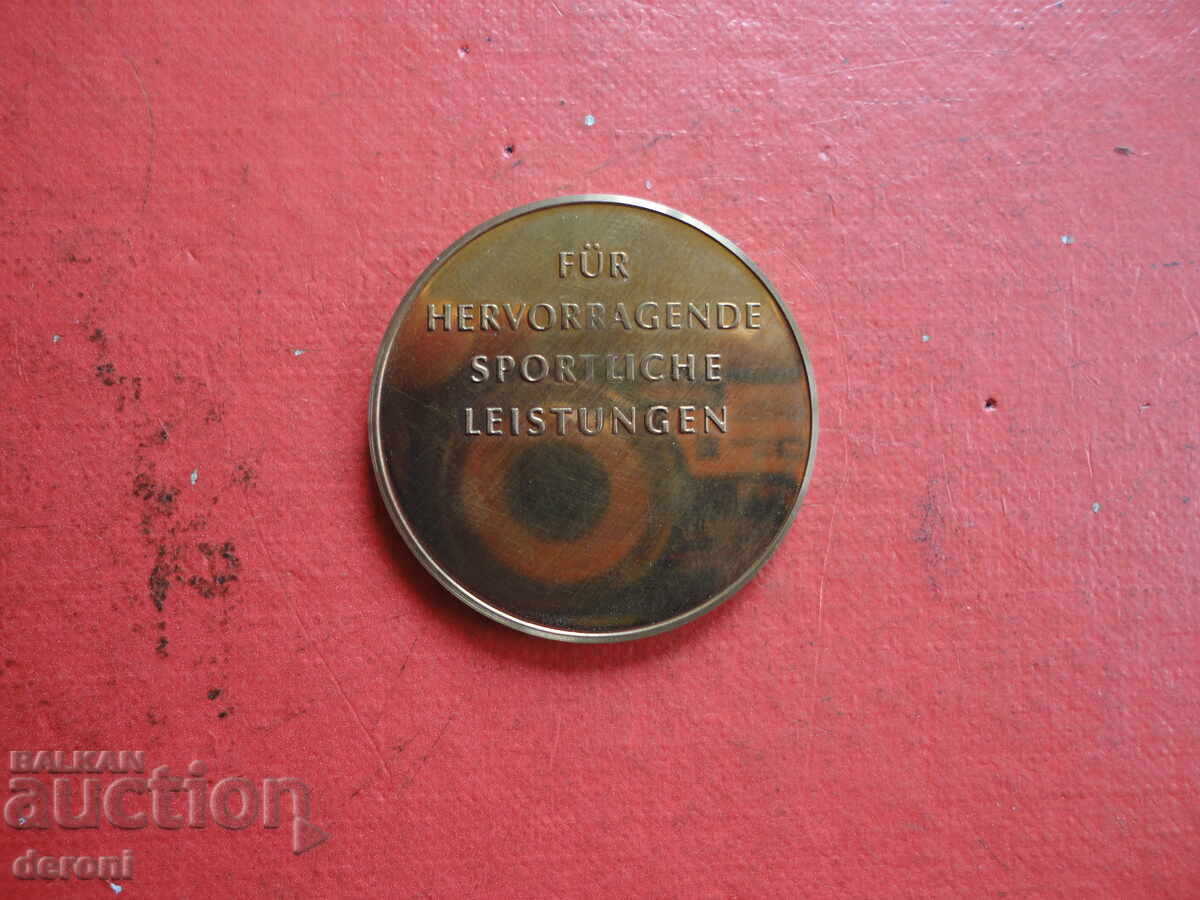 FÜR
HERVORRAGENDE
SPORTLICHE
LEISTUNGEN
BALKAN
auction
deroni